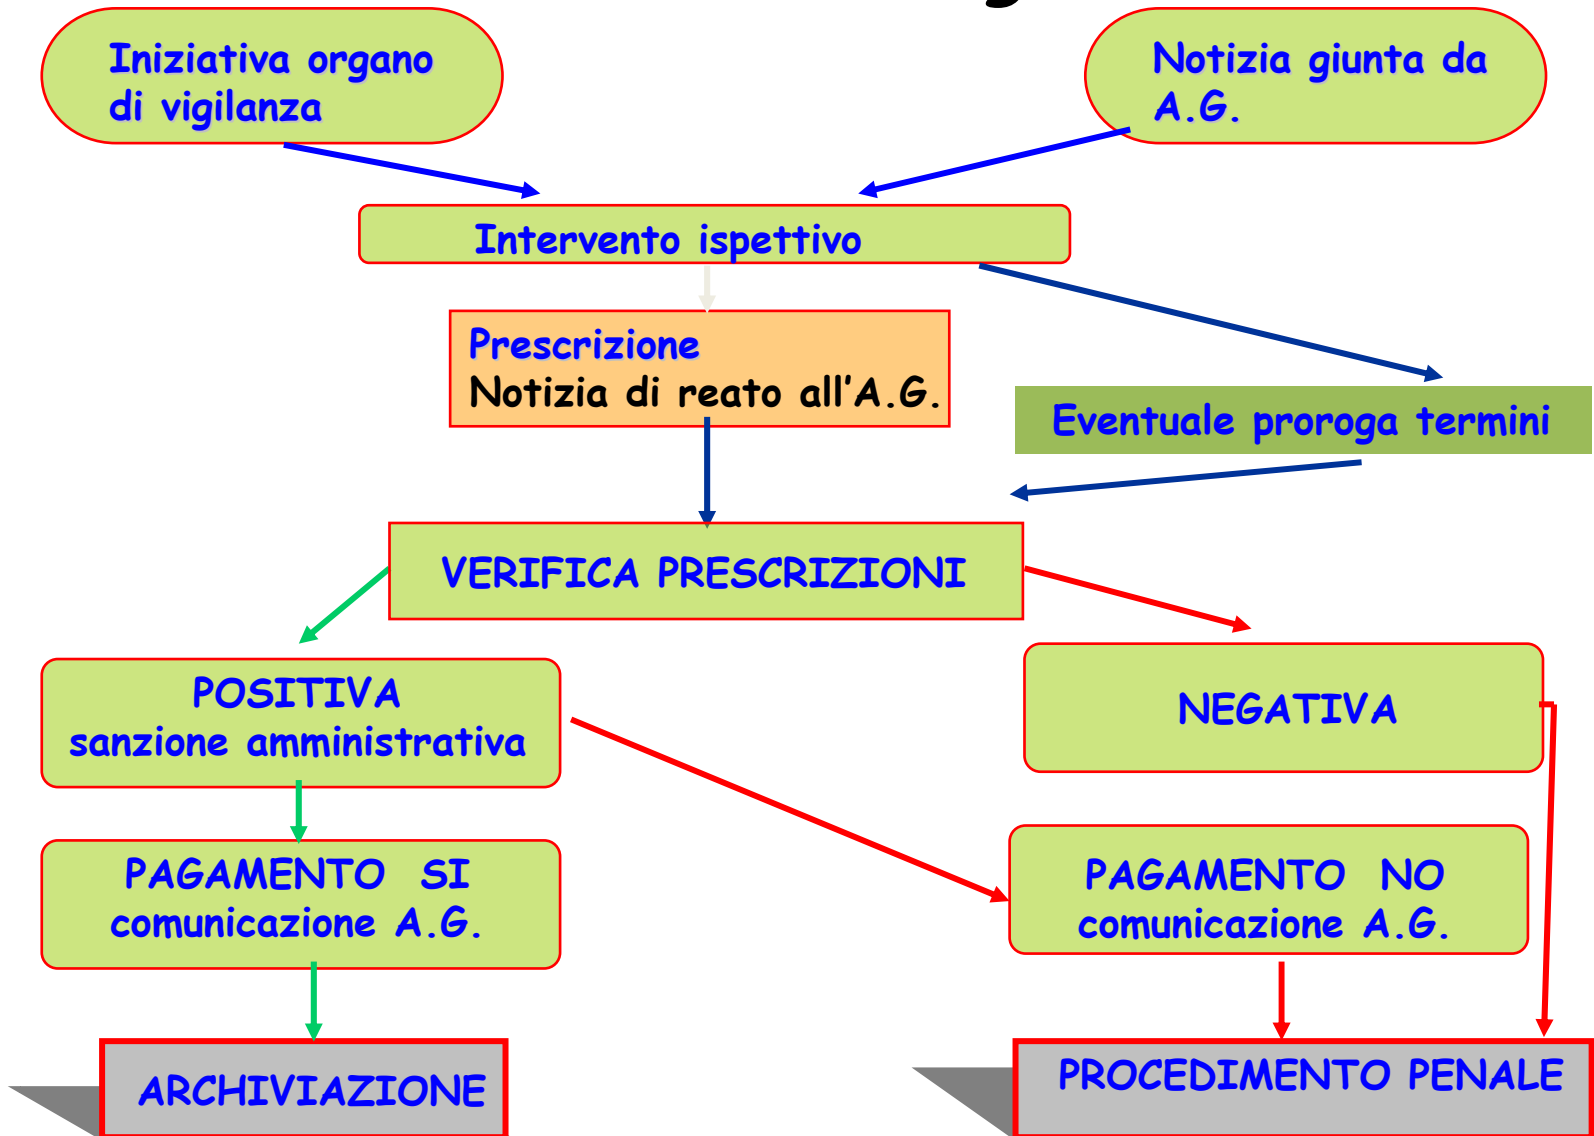 Iniziativa organo
di vigilanza
Notizia giunta da
A.G.
Intervento ispettivo
Prescrizione
Notizia di reato all'A.G.
Eventuale proroga termini
VERIFICA PRESCRIZIONI
POSITIVA
sanzione amministrativa
NEGATIVA
PAGAMENTO SI
comunicazione A.G.
PAGAMENTO NO
comunicazione A.G.
ARCHIVIAZIONE
PROCEDIMENTO PENALE